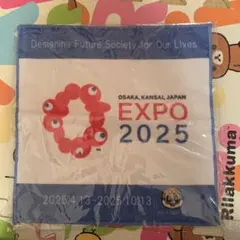 Designing Future Society for Our Lives
OSAKA, KANSAI, JAPAN
EXPO
2025
2025.4.13-2025.10.13
Rilakkuma